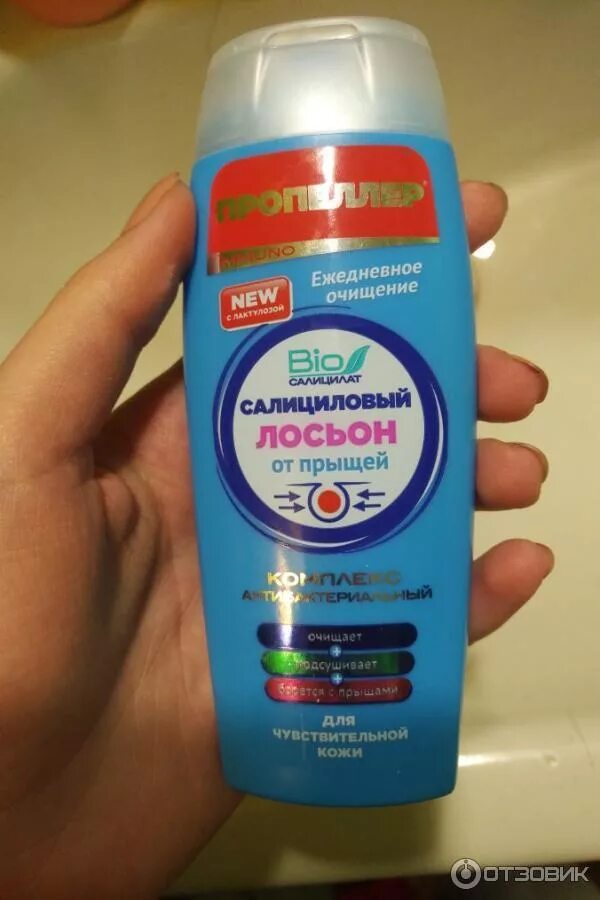 ПРОПЕЛЛЕР®
IMMUNO
Ежедневное
очищение
NEW
С ЛАКТУЛОЗОЙ
Bio
САЛИЦИЛАТ
САЛИЦИЛОВЫЙ
ЛОСЬОН
от прыщей
КОМПЛЕКС
АНТИБАКТЕРИАЛЬНЫЙ
очищает
+
подсушивает
+
борется с прыщами
ДЛЯ
ЧУВСТВИТЕЛЬНОЙ
КОЖИ
ОТЗОВИК